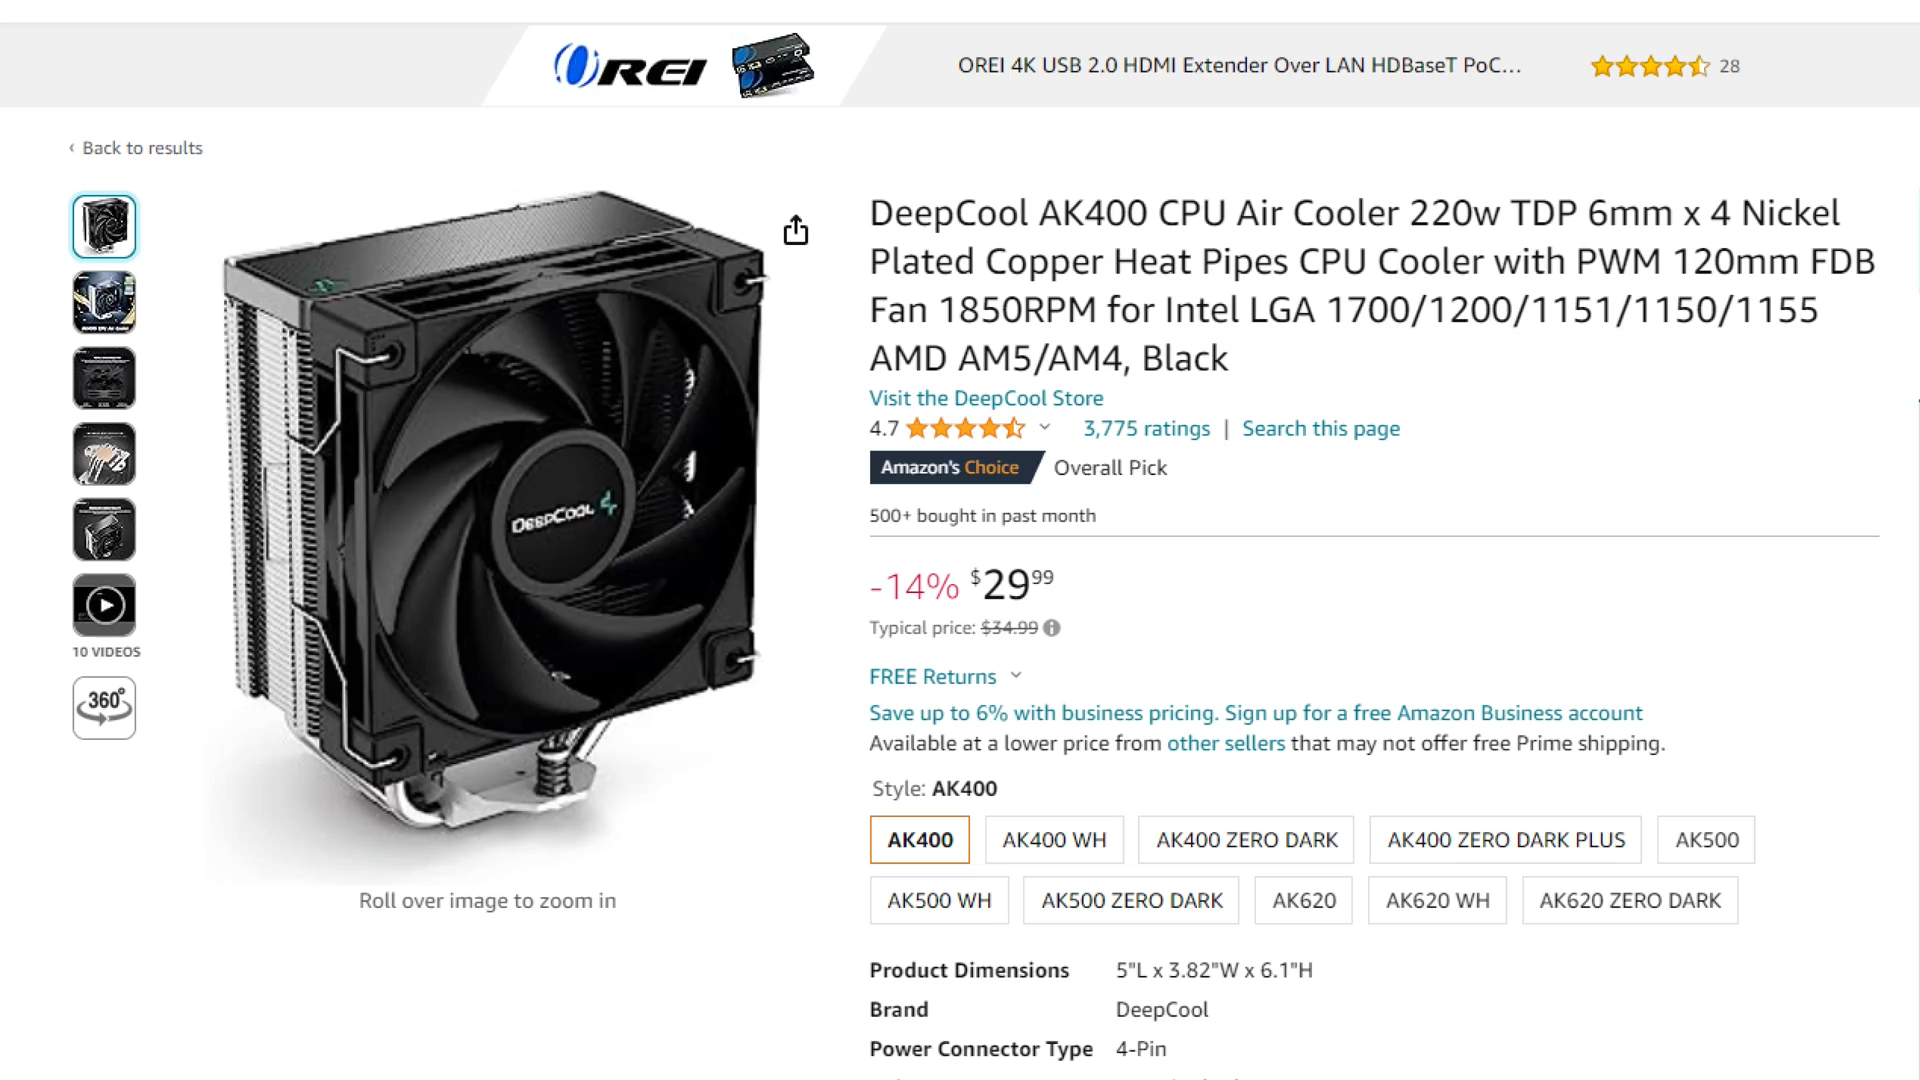 OREI
OREI 4K USB 2.0 HDMI Extender Over LAN HDBaseT PoC...
28
‹ Back to results
DeepCool AK400 CPU Air Cooler 220w TDP 6mm x 4 Nickel
Plated Copper Heat Pipes CPU Cooler with PWM 120mm FDB
Fan 1850RPM for Intel LGA 1700/1200/1151/1150/1155
AMD AM5/AM4, Black
Visit the DeepCool Store
4.7
3,775 ratings | Search this page
Amazon's Choice Overall Pick
500+ bought in past month
DEEPCOOL
-14% $29 99
Typical price: $34.99
10 VIDEOS
FREE Returns
360°
Save up to 6% with business pricing. Sign up for a free Amazon Business account
Available at a lower price from other sellers that may not offer free Prime shipping.
Style: AK400
AK400 AK400 WH AK400 ZERO DARK AK400 ZERO DARK PLUS AK500
AK500 WH AK500 ZERO DARK AK620 AK620 WH AK620 ZERO DARK
Roll over image to zoom in
Product Dimensions 5"L x 3.82"W x 6.1"H
Brand DeepCool
Power Connector Type 4-Pin